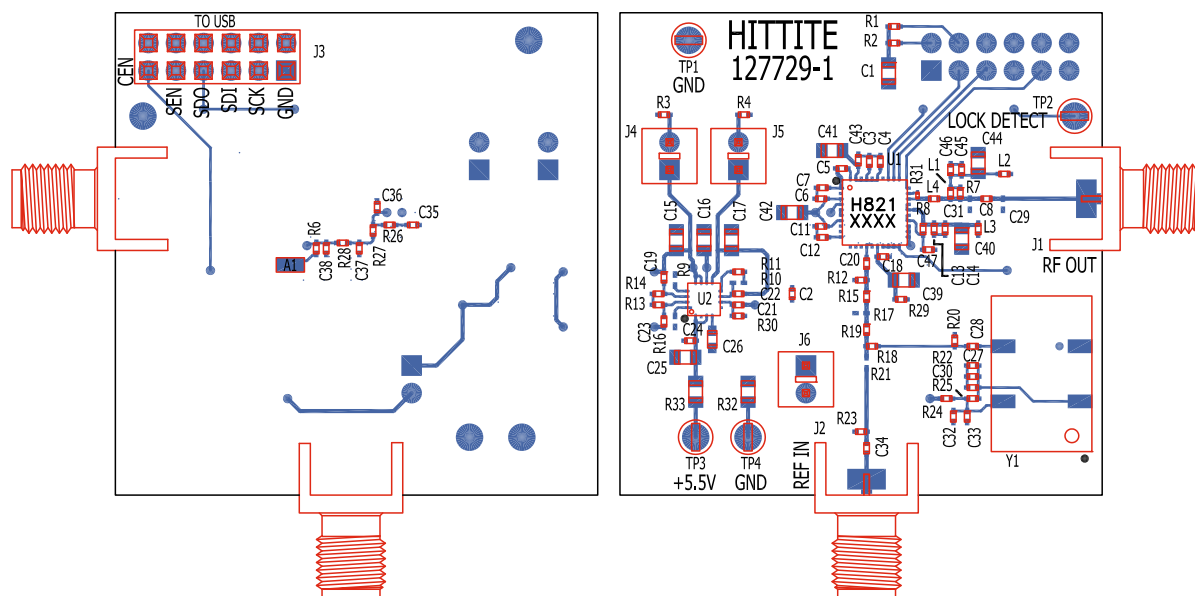 TO USB
J3
CEN
SEN
SDO
SDI
SCK
GND
C36
C35
R6
R26
C38
R28
C37
R27
A1
HITTITE
127729-1
TP1
GND
R1
R2
C1
TP2
LOCK DETECT
R3
R4
J4
J5
C41
C43
C3
C4
U1
C46
C45
C44
L1
L2
C5
C7
C6
R31
L4
R7
H821
XXXX
C15
C16
C17
C42
R8
C31
C8
C29
C11
C12
L3
C40
J1
RF OUT
C19
R9
R11
R10
C20
C18
C47
C13
C14
R14
R13
U2
C22
C21
C2
R12
R15
C39
R29
R30
R17
C23
R16
C24
C26
R19
R20
C28
C25
J6
R18
R22
C27
C30
R21
R25
R33
R32
R24
R23
J2
C34
C32
C33
Y1
TP3
+5.5V
TP4
GND
REF IN